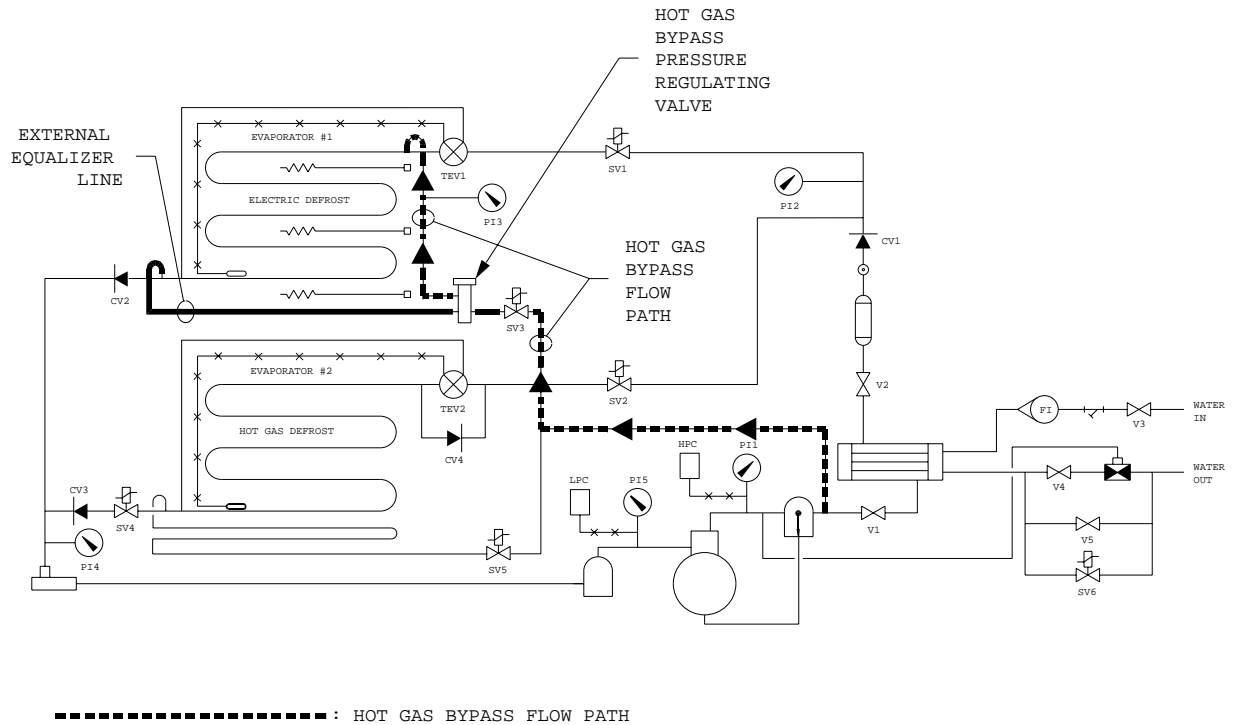 HOT GAS
BYPASS
PRESSURE
REGULATING
VALVE
EXTERNAL
EQUALIZER
LINE
EVAPORATOR #1
TEV1
SV1
ELECTRIC DEFROST
PI3
PI2
CV1
HOT GAS
BYPASS
FLOW
PATH
CV2
SV3
EVAPORATOR #2
TEV2
SV2
V2
HOT GAS DEFROST
CV4
FI
V3
WATER
IN
HPC
PI1
LPC
PI5
V4
WATER
OUT
CV3
SV4
V1
V5
PI4
SV5
SV6
: HOT GAS BYPASS FLOW PATH